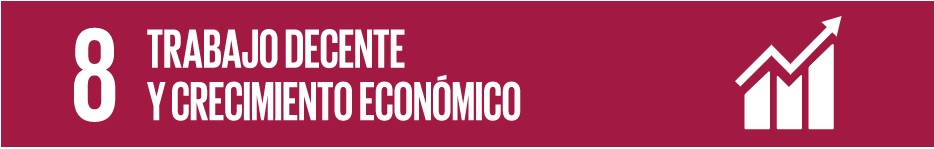 8
TRABAJO DECENTE
Y CRECIMIENTO ECONÓMICO